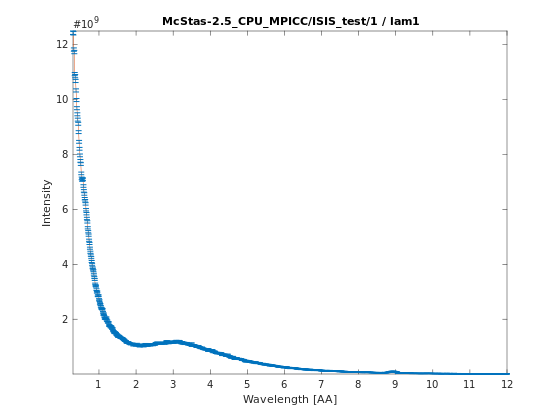 McStas-2.5_CPU_MPICC/ISIS_test/1 / lam1
#10^9
12
10
8
6
4
2
Intensity
1 2 3 4 5 6 7 8 9 10 11 12
Wavelength [AA]